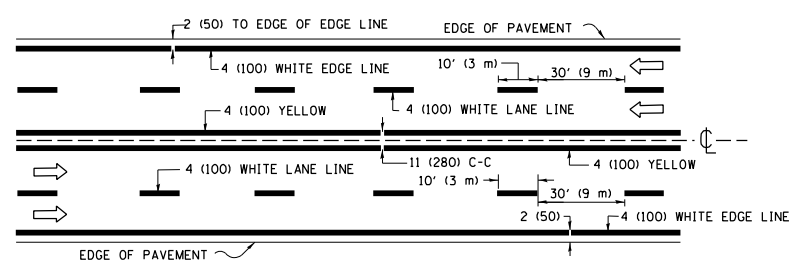 2 (50) TO EDGE OF EDGE LINE
EDGE OF PAVEMENT
4 (100) WHITE EDGE LINE
10' (3 m)
30' (9 m)
4 (100) YELLOW
4 (100) WHITE LANE LINE
℄
4 (100) WHITE LANE LINE
11 (280) C-C
4 (100) YELLOW
10' (3 m)
30' (9 m)
2 (50)
4 (100) WHITE EDGE LINE
EDGE OF PAVEMENT